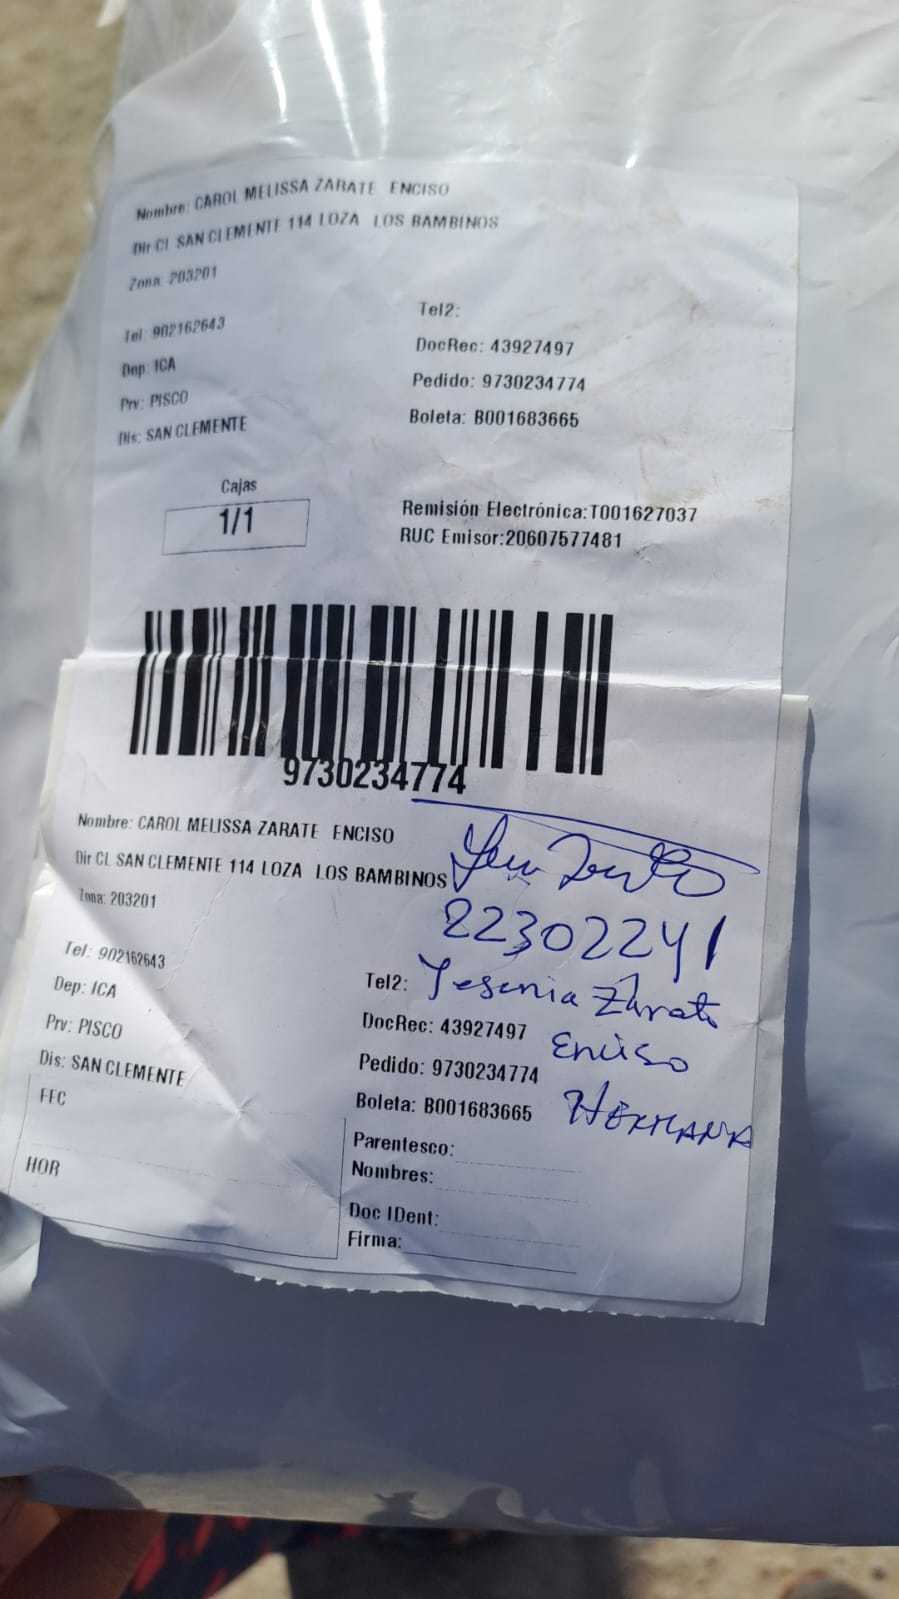 Nombre: CAROL MELISSA ZARATE ENCISO
Dir CL SAN CLEMENTE 114 LOZA LOS BAMBINOS
Zona: 203201
Tel: 902162643
Tel2:
Dep: ICA
DocRec: 43927497
Prv: PISCO
Pedido: 9730234774
Dis: SAN CLEMENTE
Boleta: B001683665
Cajas
1/1
Remisión Electrónica:T001627037
RUC Emisor:20607577481
9730234774
Nombre: CAROL MELISSA ZARATE ENCISO
Dir CL SAN CLEMENTE 114 LOZA LOS BAMBINOS
Zona: 203201
22302241
Tel: 902162643
Tel2:
Yesenia Zarate
Dep: ICA
DocRec: 43927497
Enciso
Prv: PISCO
Pedido: 9730234774
Dis: SAN CLEMENTE
Boleta: B001683665
HERMANA
FEC
Parentesco:
HOR
Nombres:
Doc IDent:
Firma: